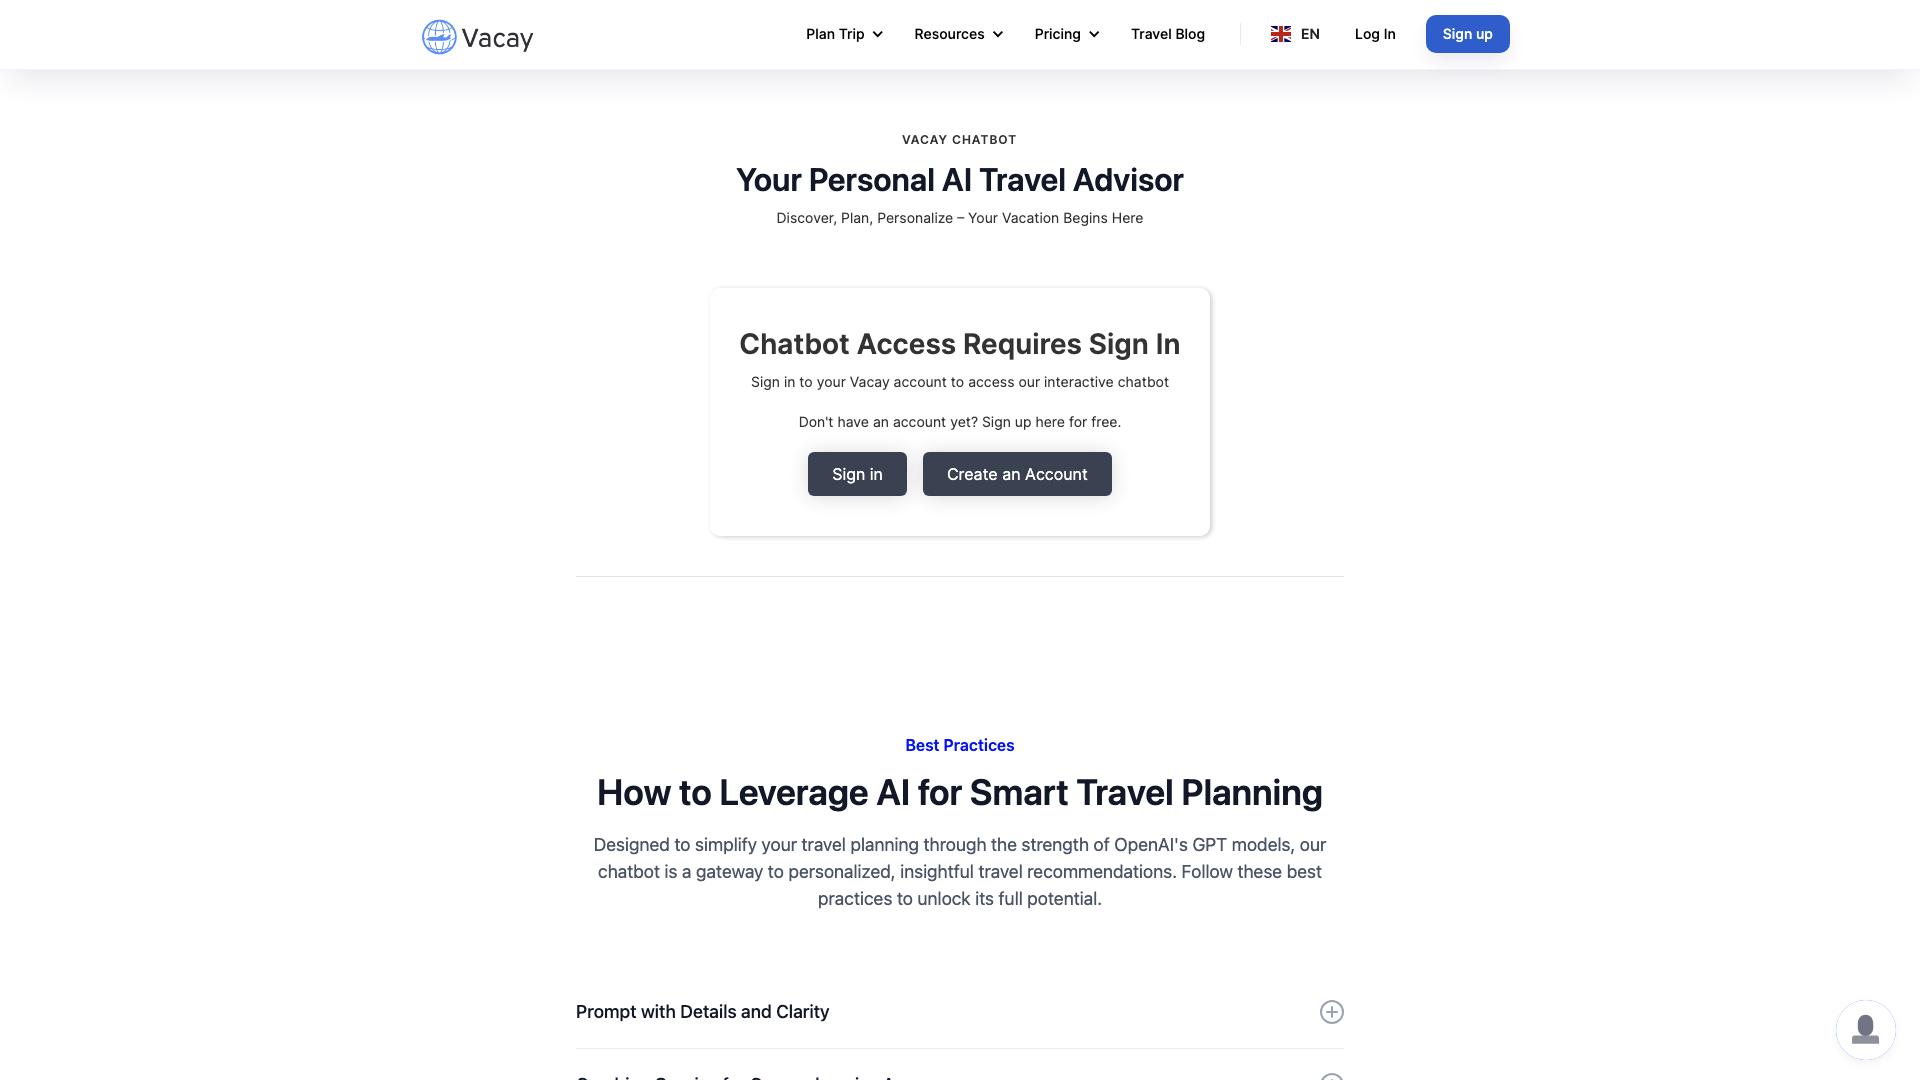 Vacay
Plan Trip
Resources
Pricing
Travel Blog
EN
Log In
Sign up
VACAY CHATBOT
Your Personal AI Travel Advisor
Discover, Plan, Personalize – Your Vacation Begins Here
Chatbot Access Requires Sign In
Sign in to your Vacay account to access our interactive chatbot
Don't have an account yet? Sign up here for free.
Sign in
Create an Account
Best Practices
How to Leverage AI for Smart Travel Planning
Designed to simplify your travel planning through the strength of OpenAI's GPT models, our
chatbot is a gateway to personalized, insightful travel recommendations. Follow these best
practices to unlock its full potential.
Prompt with Details and Clarity